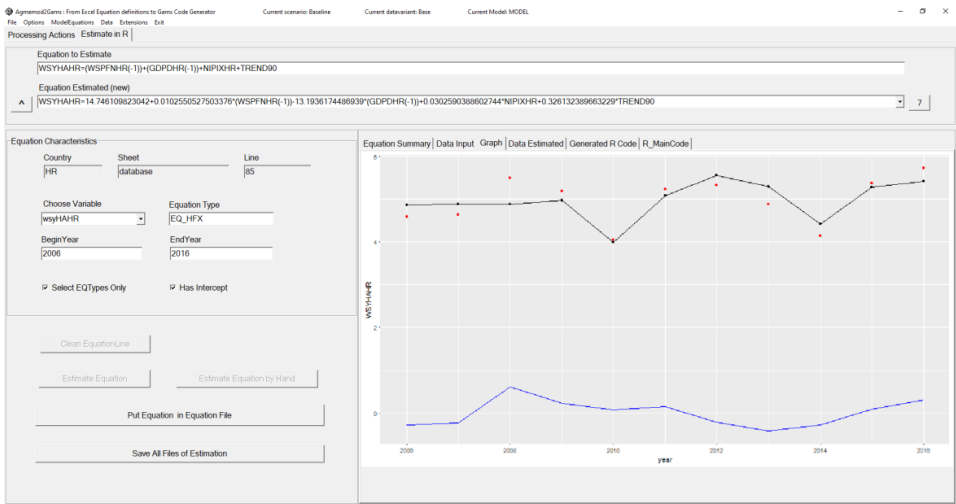 Agmemod2Gams : From Excel Equation definitions to Gams Code Generator Current scenario: Baseline Current datavariant: Base Current Model: MODEL
File Options ModelEquations Data Extensions Exit
Processing Actions Estimate in R
Equation to Estimate
WSYHAHR=(WSPFNHR(-1))+(GDPDHR(-1))+NIPIXHR+TREND90
Equation Estimated (new)
^ WSYHAHR=14.746109823042+0.0102550527503376*(WSPFNHR(-1))-13.1936174486939*(GDPDHR(-1))+0.0302590388602744*NIPIXHR+0.326132389663229*TREND90 7
Equation Characteristics
Country Sheet Line
HR database 85
Choose Variable Equation Type
wsyHAHR EQ_HFX
BeginYear EndYear
2006 2016
Select EQTypes Only Has Intercept
Clean EquationLine
Estimate Equation Estimate Equation by Hand
Put Equation in Equation File
Save All Files of Estimation
Equation Summary Data Input Graph Data Estimated Generated R Code R_MainCode
6
4
2
0
WSYHAHR
2006 2008 2010 2012 2014 2016
year